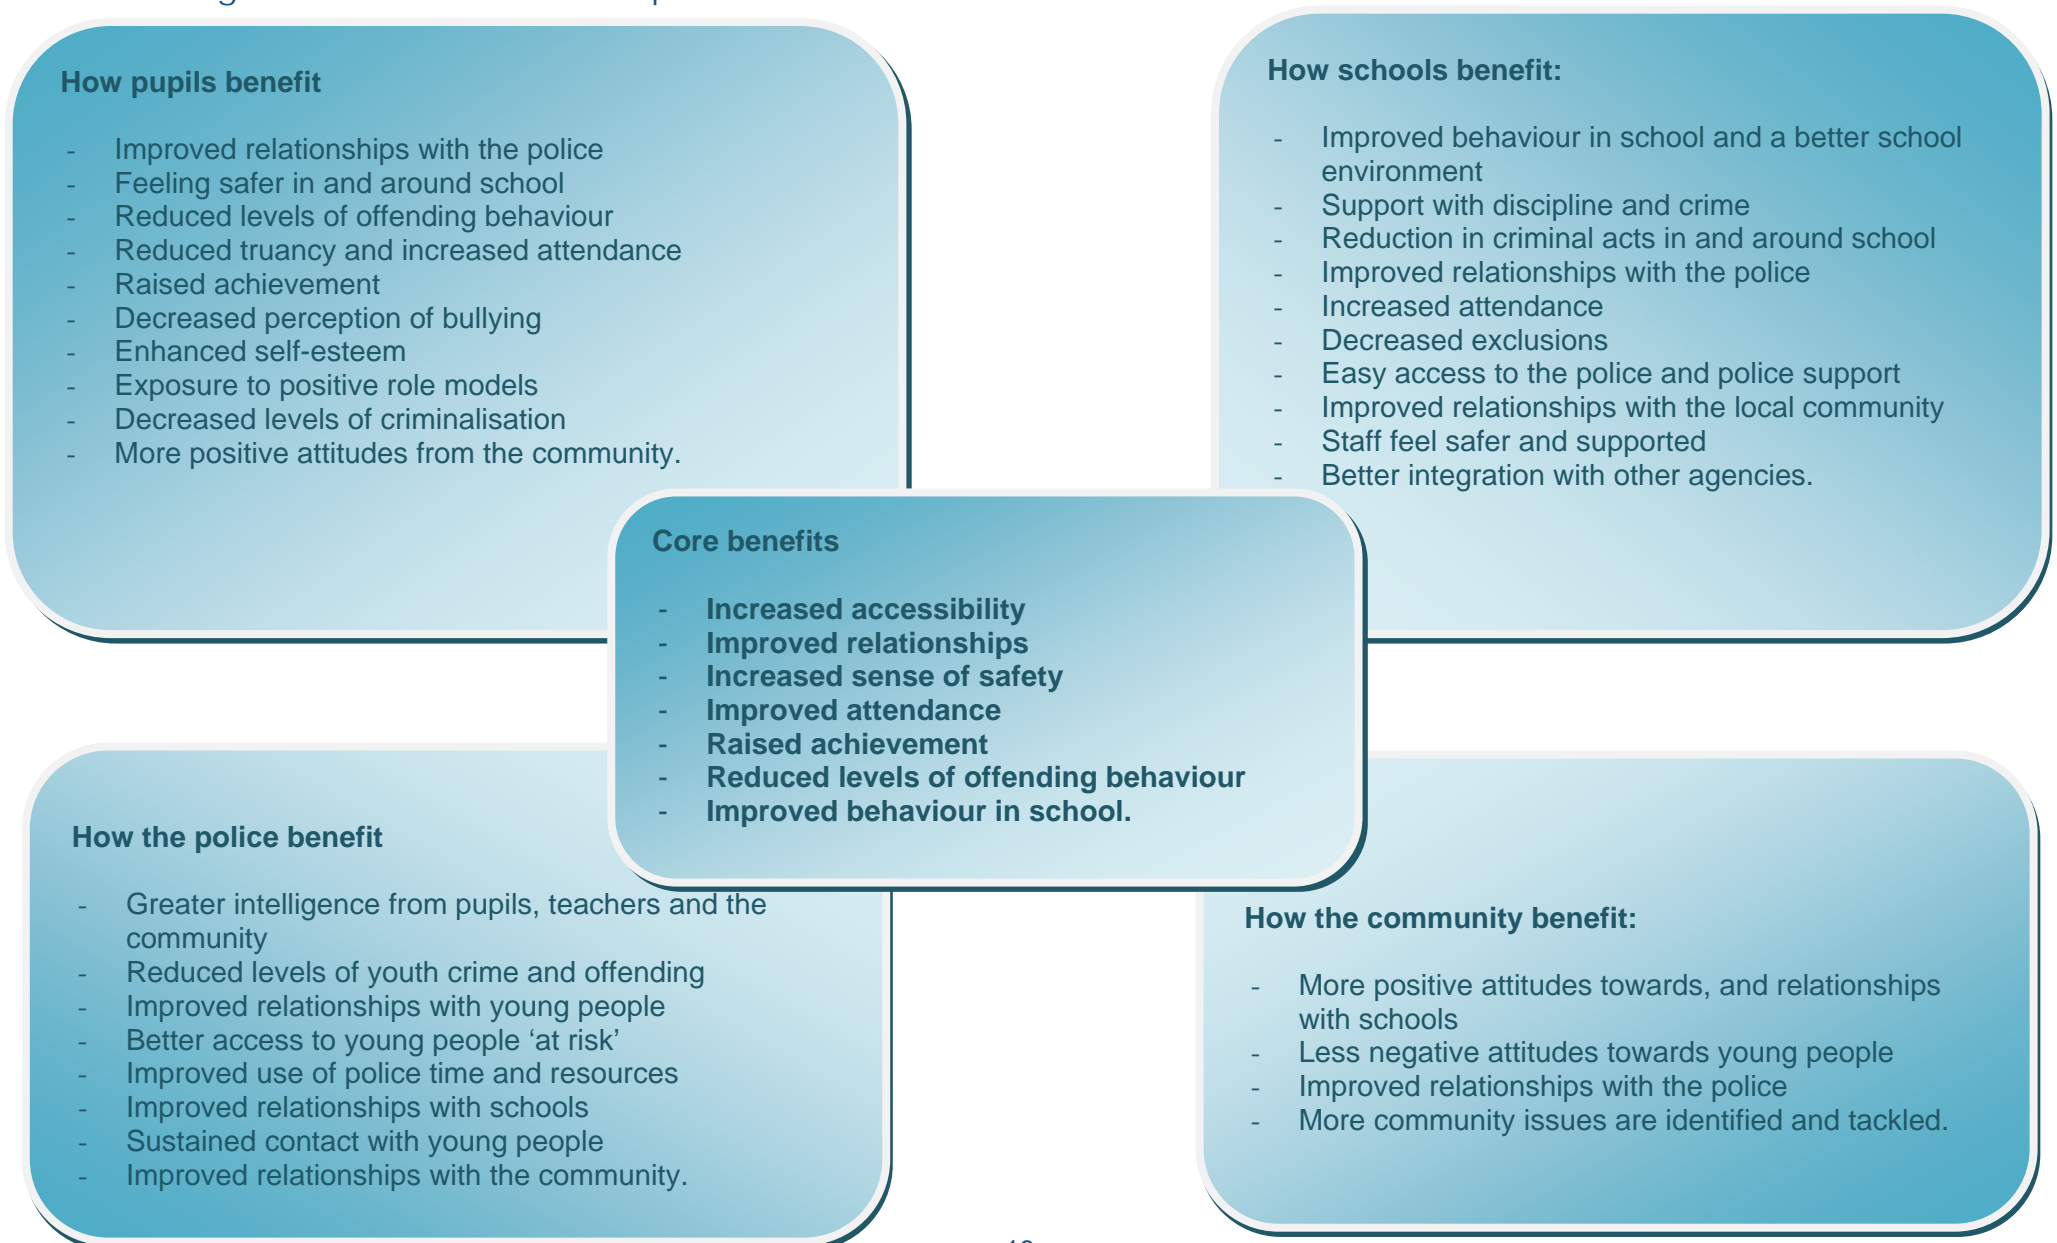 How pupils benefit
- Improved relationships with the police
- Feeling safer in and around school
- Reduced levels of offending behaviour
- Reduced truancy and increased attendance
- Raised achievement
- Decreased perception of bullying
- Enhanced self-esteem
- Exposure to positive role models
- Decreased levels of criminalisation
- More positive attitudes from the community.
How schools benefit:
- Improved behaviour in school and a better school
environment
- Support with discipline and crime
- Reduction in criminal acts in and around school
- Improved relationships with the police
- Increased attendance
- Decreased exclusions
- Easy access to the police and police support
- Improved relationships with the local community
- Staff feel safer and supported
- Better integration with other agencies.
Core benefits
- Increased accessibility
- Improved relationships
- Increased sense of safety
- Improved attendance
- Raised achievement
- Reduced levels of offending behaviour
- Improved behaviour in school.
How the police benefit
- Greater intelligence from pupils, teachers and the
community
- Reduced levels of youth crime and offending
- Improved relationships with young people
- Better access to young people ‘at risk’
- Improved use of police time and resources
- Improved relationships with schools
- Sustained contact with young people
- Improved relationships with the community.
How the community benefit:
- More positive attitudes towards, and relationships
with schools
- Less negative attitudes towards young people
- Improved relationships with the police
- More community issues are identified and tackled.